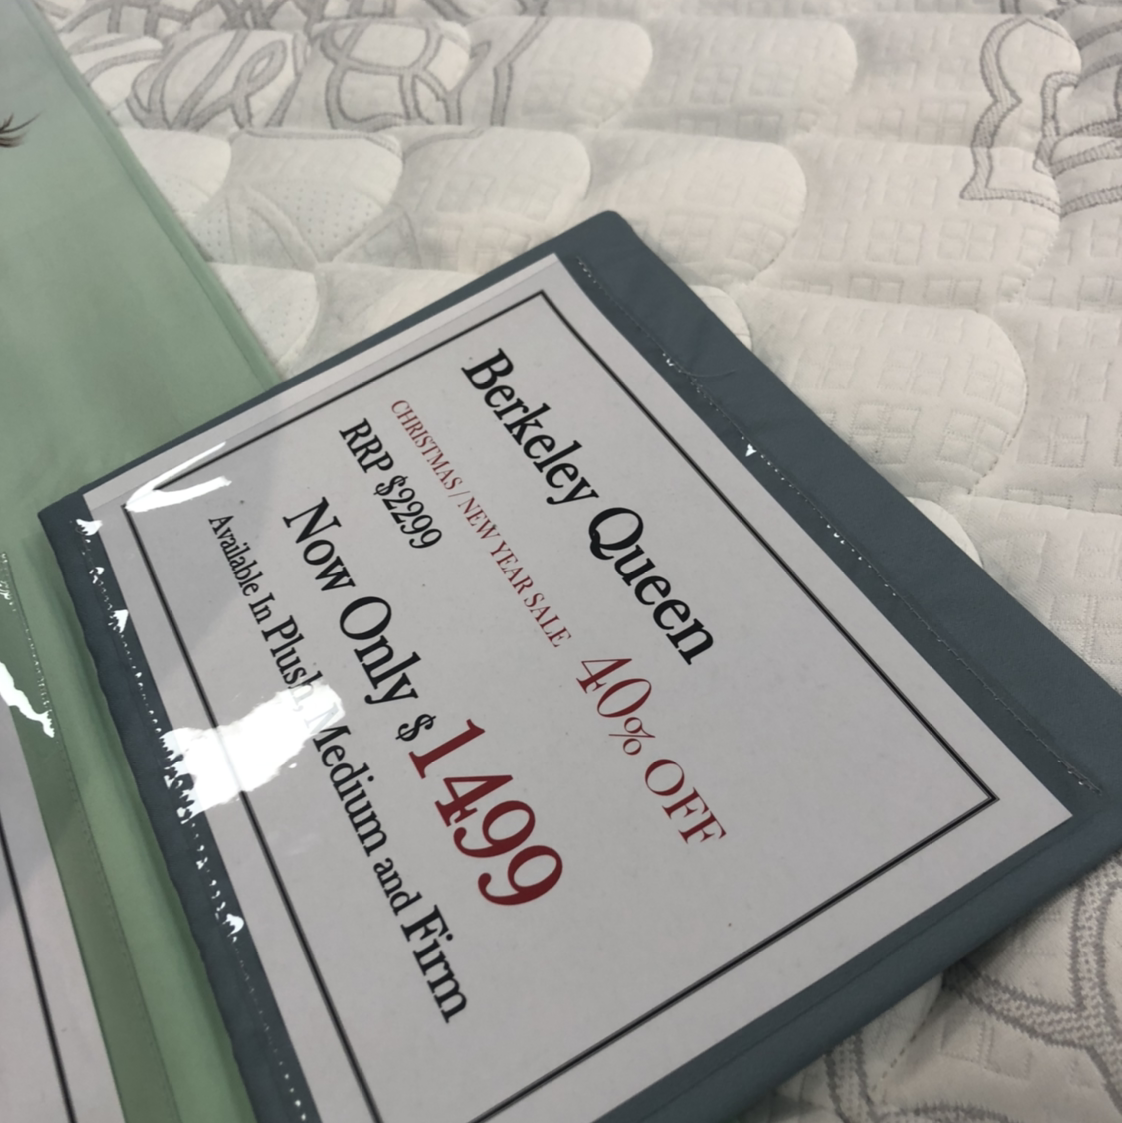 Berkeley Queen
CHRISTMAS / NEW YEAR SALE 40% OFF
RRP $2299
Now Only $1499
Available In Plush, Medium and Firm